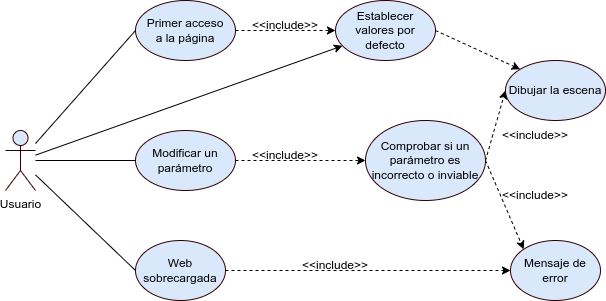 Primer acceso
a la página
<<include>>
Establecer
valores por
defecto
Dibujar la escena
<<include>>
Modificar un
parámetro
<<include>>
Comprobar si un
parámetro es
incorrecto o inviable
<<include>>
Usuario
Web
sobrecargada
<<include>>
Mensaje de
error